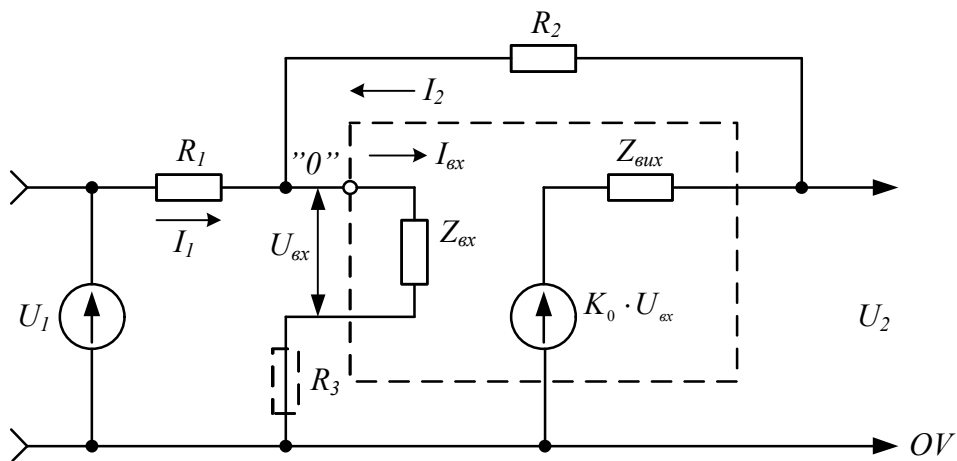 R2
I2
R1
"0"
Iвх
Zвих
I1
Uвх
Zвх
U1
K0 · Uвх
U2
R3
OV